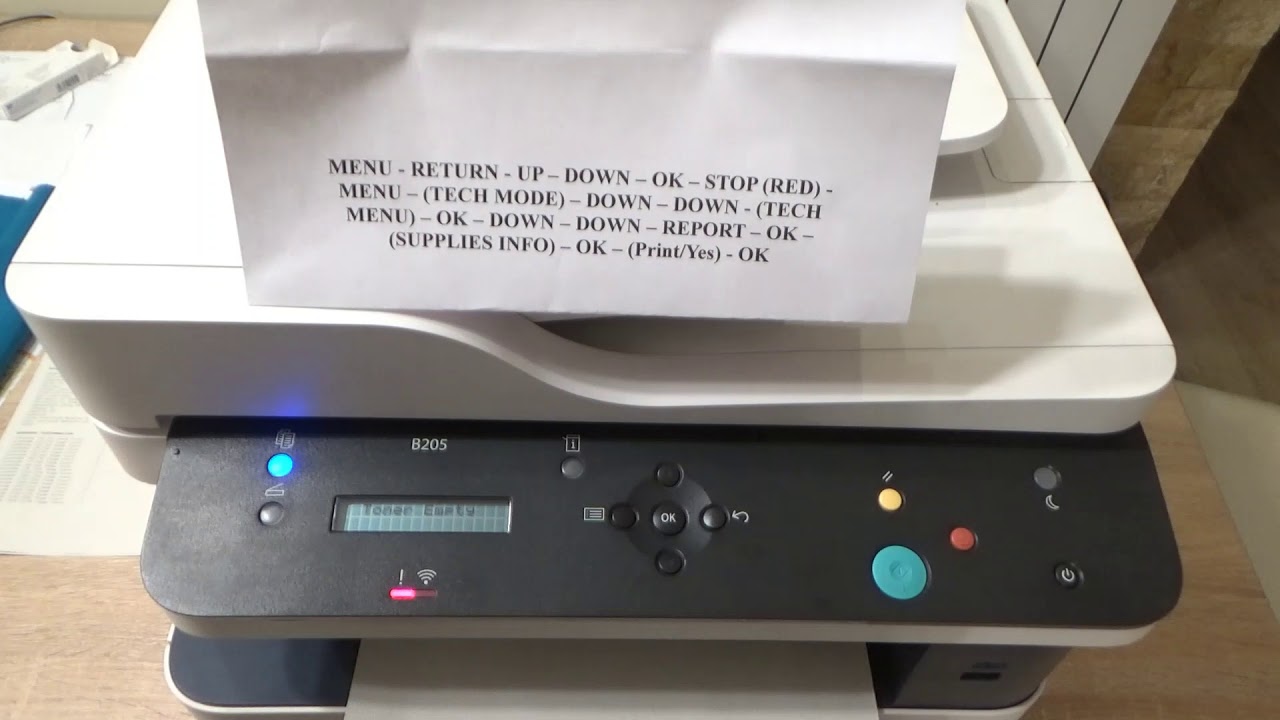 MENU - RETURN - UP – DOWN – OK – STOP (RED) -
MENU – (TECH MODE) – DOWN – DOWN - (TECH
MENU) – OK – DOWN – DOWN – REPORT – OK –
(SUPPLIES INFO) – OK – (Print/Yes) - OK
B205
Toner Empty
OK